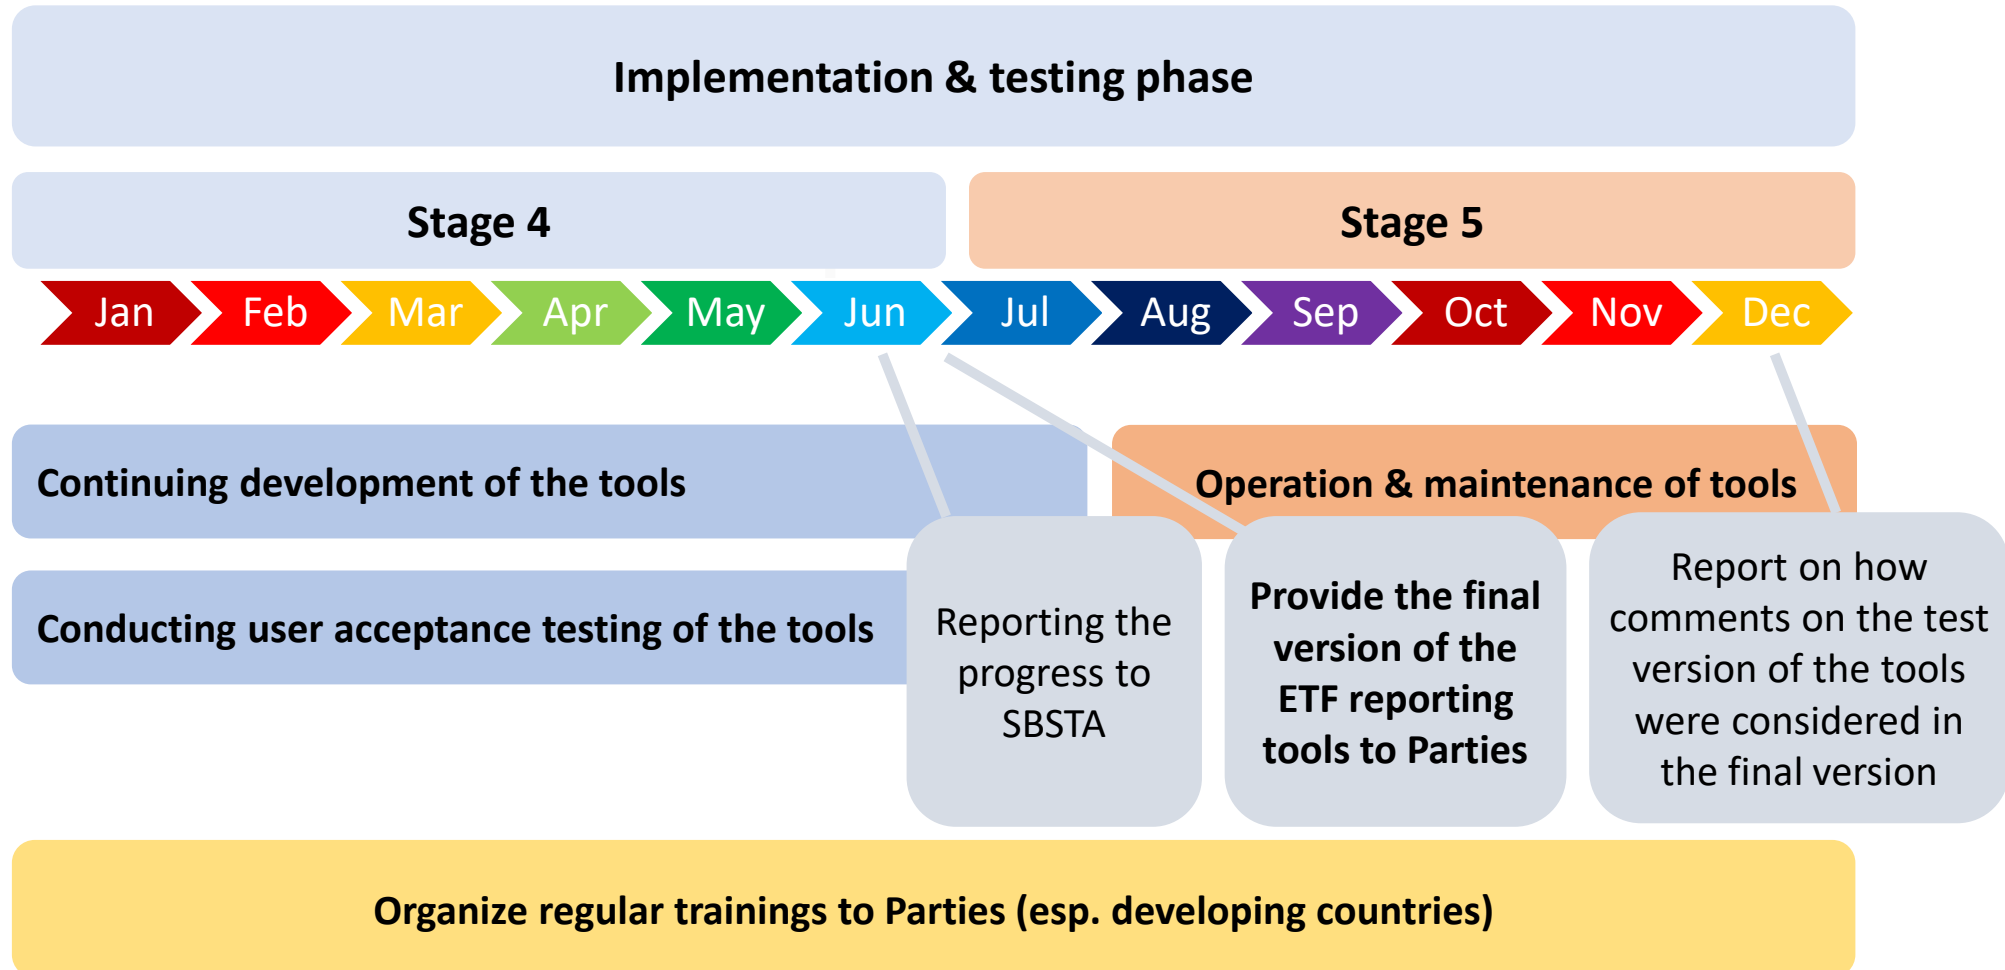 Implementation & testing phase
Stage 4
Stage 5
Jan
Feb
Mar
Apr
May
Jun
Jul
Aug
Sep
Oct
Nov
Dec
Continuing development of the tools
Operation & maintenance of tools
Conducting user acceptance testing of the tools
Reporting the
progress to
SBSTA
Provide the final
version of the
ETF reporting
tools to Parties
Report on how
comments on the test
version of the tools
were considered in
the final version
Organize regular trainings to Parties (esp. developing countries)